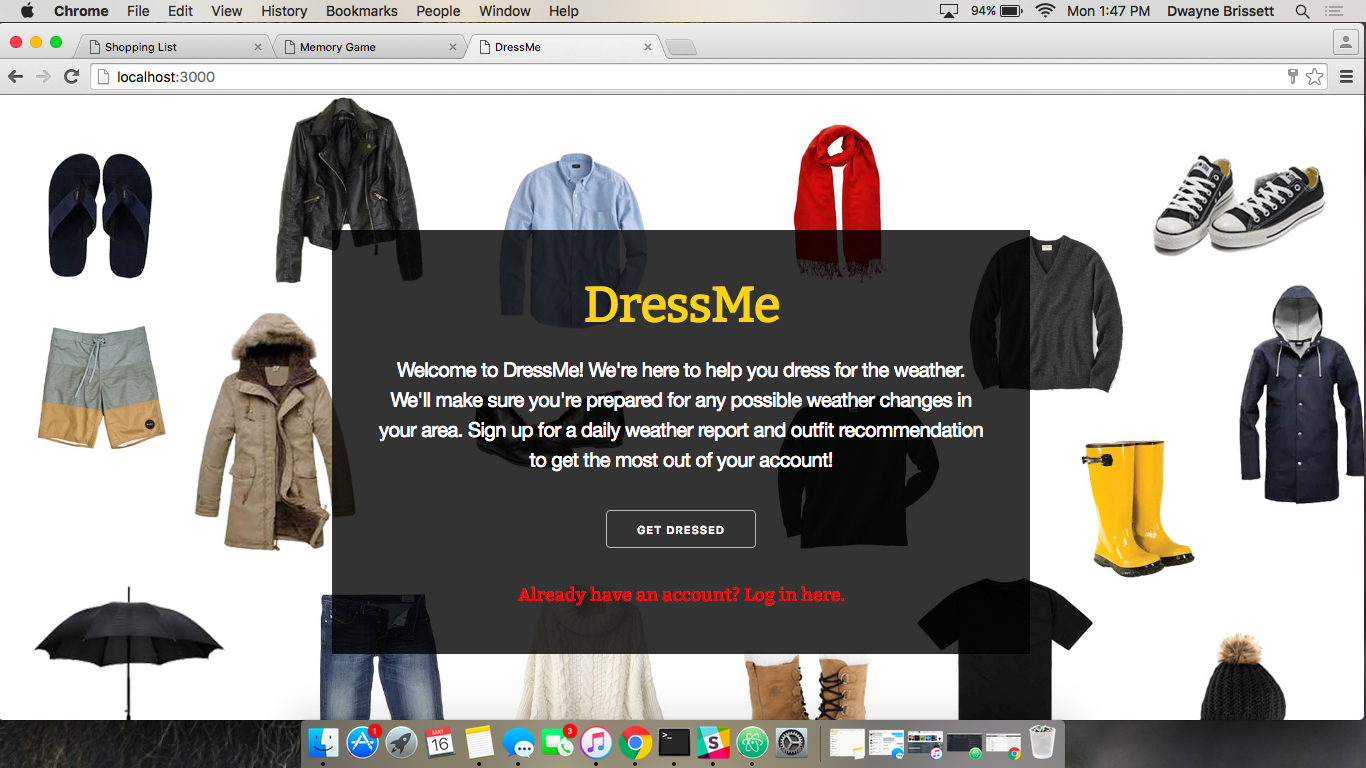 Chrome File Edit View History Bookmarks People Window Help 94% Mon 1:47 PM Dwayne Brissett
Shopping List Memory Game DressMe
localhost:3000
DressMe
Welcome to DressMe! We're here to help you dress for the weather.
We'll make sure you're prepared for any possible weather changes in
your area. Sign up for a daily weather report and outfit recommendation
to get the most out of your account!
GET DRESSED
Already have an account? Log in here.
1
MAY
16
3